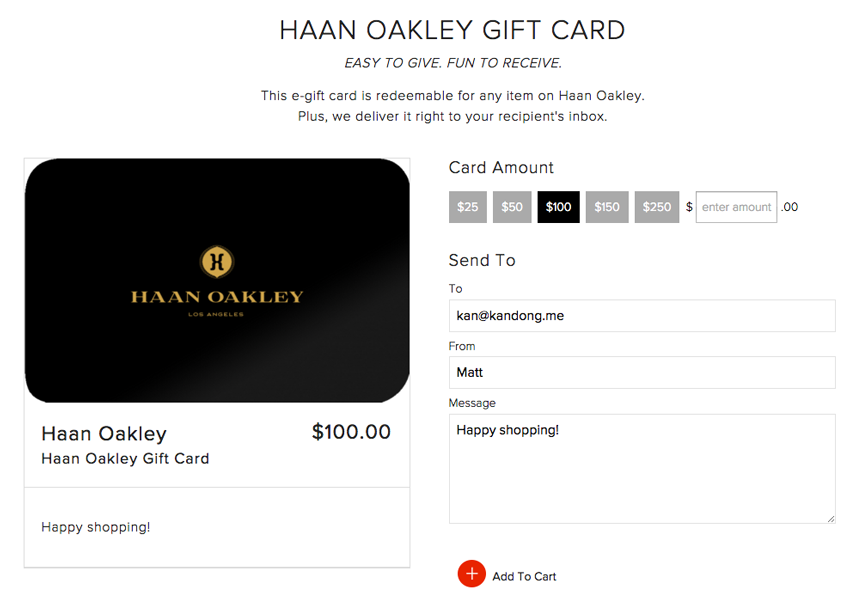 HAAN OAKLEY GIFT CARD
EASY TO GIVE. FUN TO RECEIVE.
This e-gift card is redeemable for any item on Haan Oakley.
Plus, we deliver it right to your recipient's inbox.
H
HAAN OAKLEY
LOS ANGELES
Haan Oakley $100.00
Haan Oakley Gift Card
Happy shopping!
Card Amount
$25 $50 $100 $150 $250 $ enter amount .00
Send To
To
kan@kandong.me
From
Matt
Message
Happy shopping!
+ Add To Cart